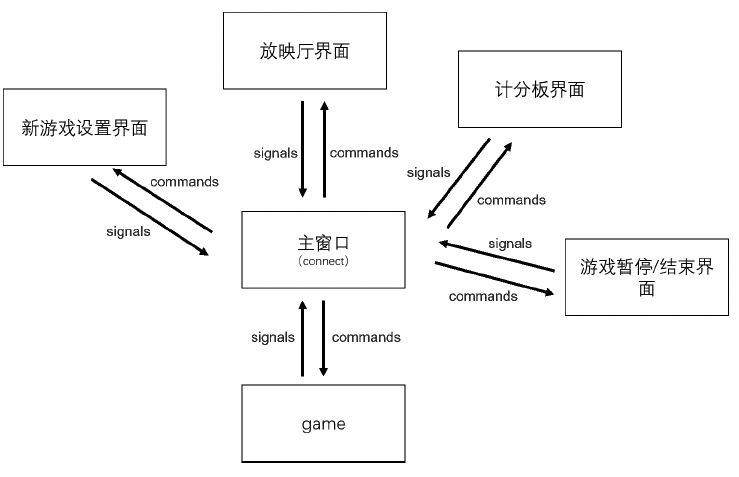 放映厅界面
计分板界面
新游戏设置界面
signals
commands
signals
commands
commands
signals
主窗口
(connect)
signals
commands
游戏暂停/结束界
面
signals
commands
game